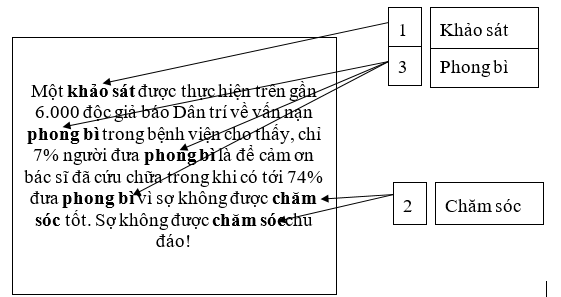 1 Khảo sát
3 Phong bì
Một khảo sát được thực hiện trên gần
6.000 độc giả báo Dân trí về vấn nạn
phong bì trong bệnh viện cho thấy, chỉ
7% người đưa phong bì là để cảm ơn
bác sĩ đã cứu chữa trong khi có tới 74%
đưa phong bì vì sợ không được chăm
sóc tốt. Sợ không được chăm sóc chu
đáo!
2 Chăm sóc